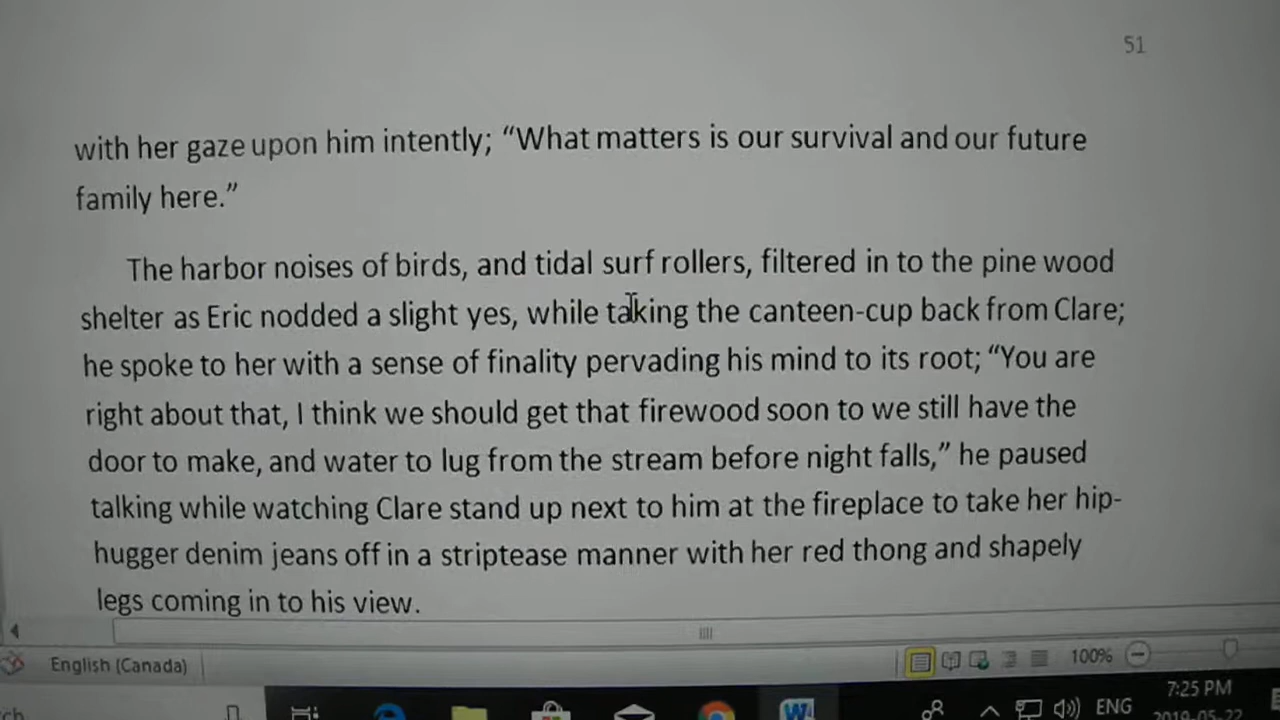 51
with her gaze upon him intently; “What matters is our survival and our future
family here.”
The harbor noises of birds, and tidal surf rollers, filtered in to the pine wood
shelter as Eric nodded a slight yes, while taking the canteen-cup back from Clare;
he spoke to her with a sense of finality pervading his mind to its root; “You are
right about that, I think we should get that firewood soon to we still have the
door to make, and water to lug from the stream before night falls,” he paused
talking while watching Clare stand up next to him at the fireplace to take her hip-
hugger denim jeans off in a striptease manner with her red thong and shapely
legs coming in to his view.
English (Canada)
100%
7:25 PM
ENG
2019-05-22